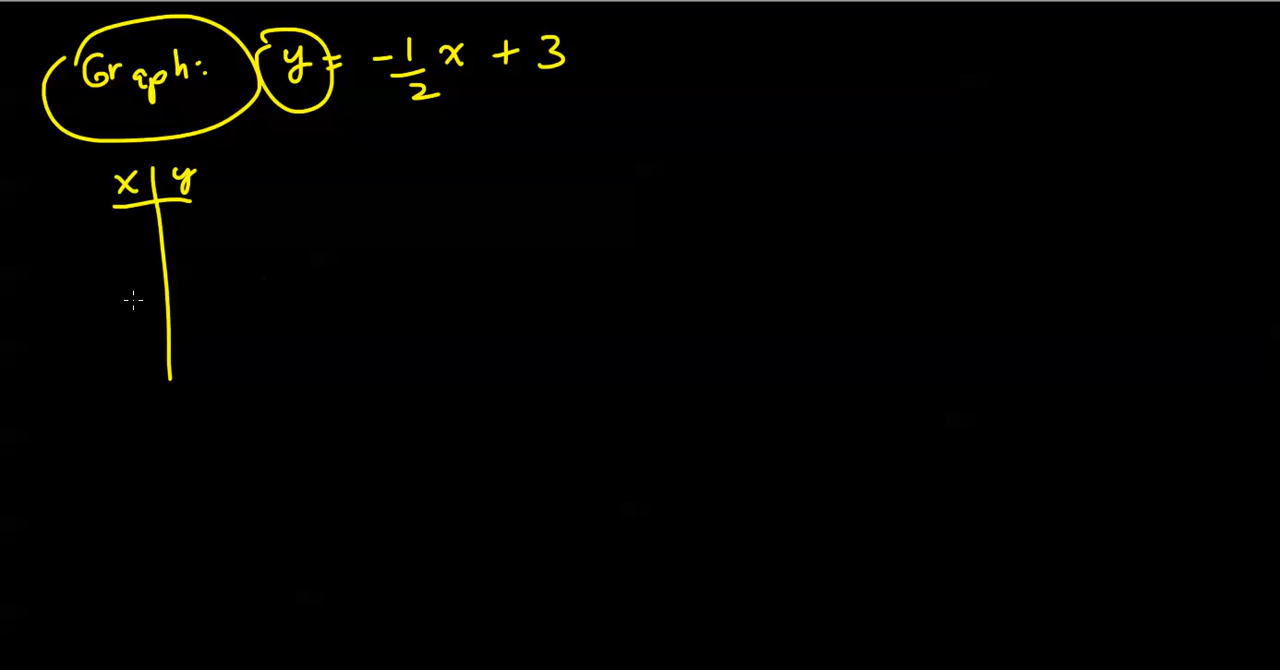 Graph: y = -1/2 x + 3
x | y